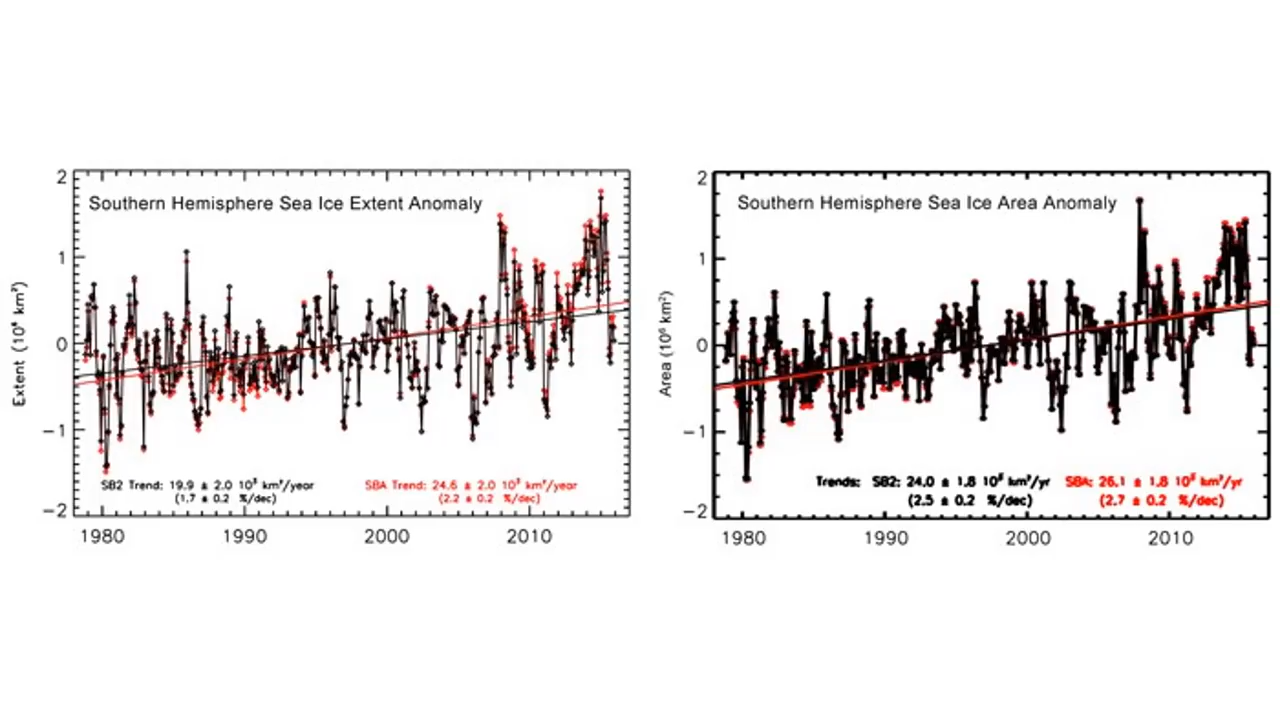 Southern Hemisphere Sea Ice Extent Anomaly
Extent (10⁶ km²)
2
1
0
−1
−2
SB2 Trend: 19.9 ± 2.0 10³ km²/year
(1.7 ± 0.2 %/dec)
SBA Trend: 24.6 ± 2.0 10³ km²/year
(2.2 ± 0.2 %/dec)
1980 1990 2000 2010
Southern Hemisphere Sea Ice Area Anomaly
Area (10⁶ km²)
2
1
0
−1
−2
Trends: SB2: 24.0 ± 1.8 10³ km²/yr
(2.5 ± 0.2 %/dec)
SBA: 26.1 ± 1.8 10³ km²/yr
(2.7 ± 0.2 %/dec)
1980 1990 2000 2010